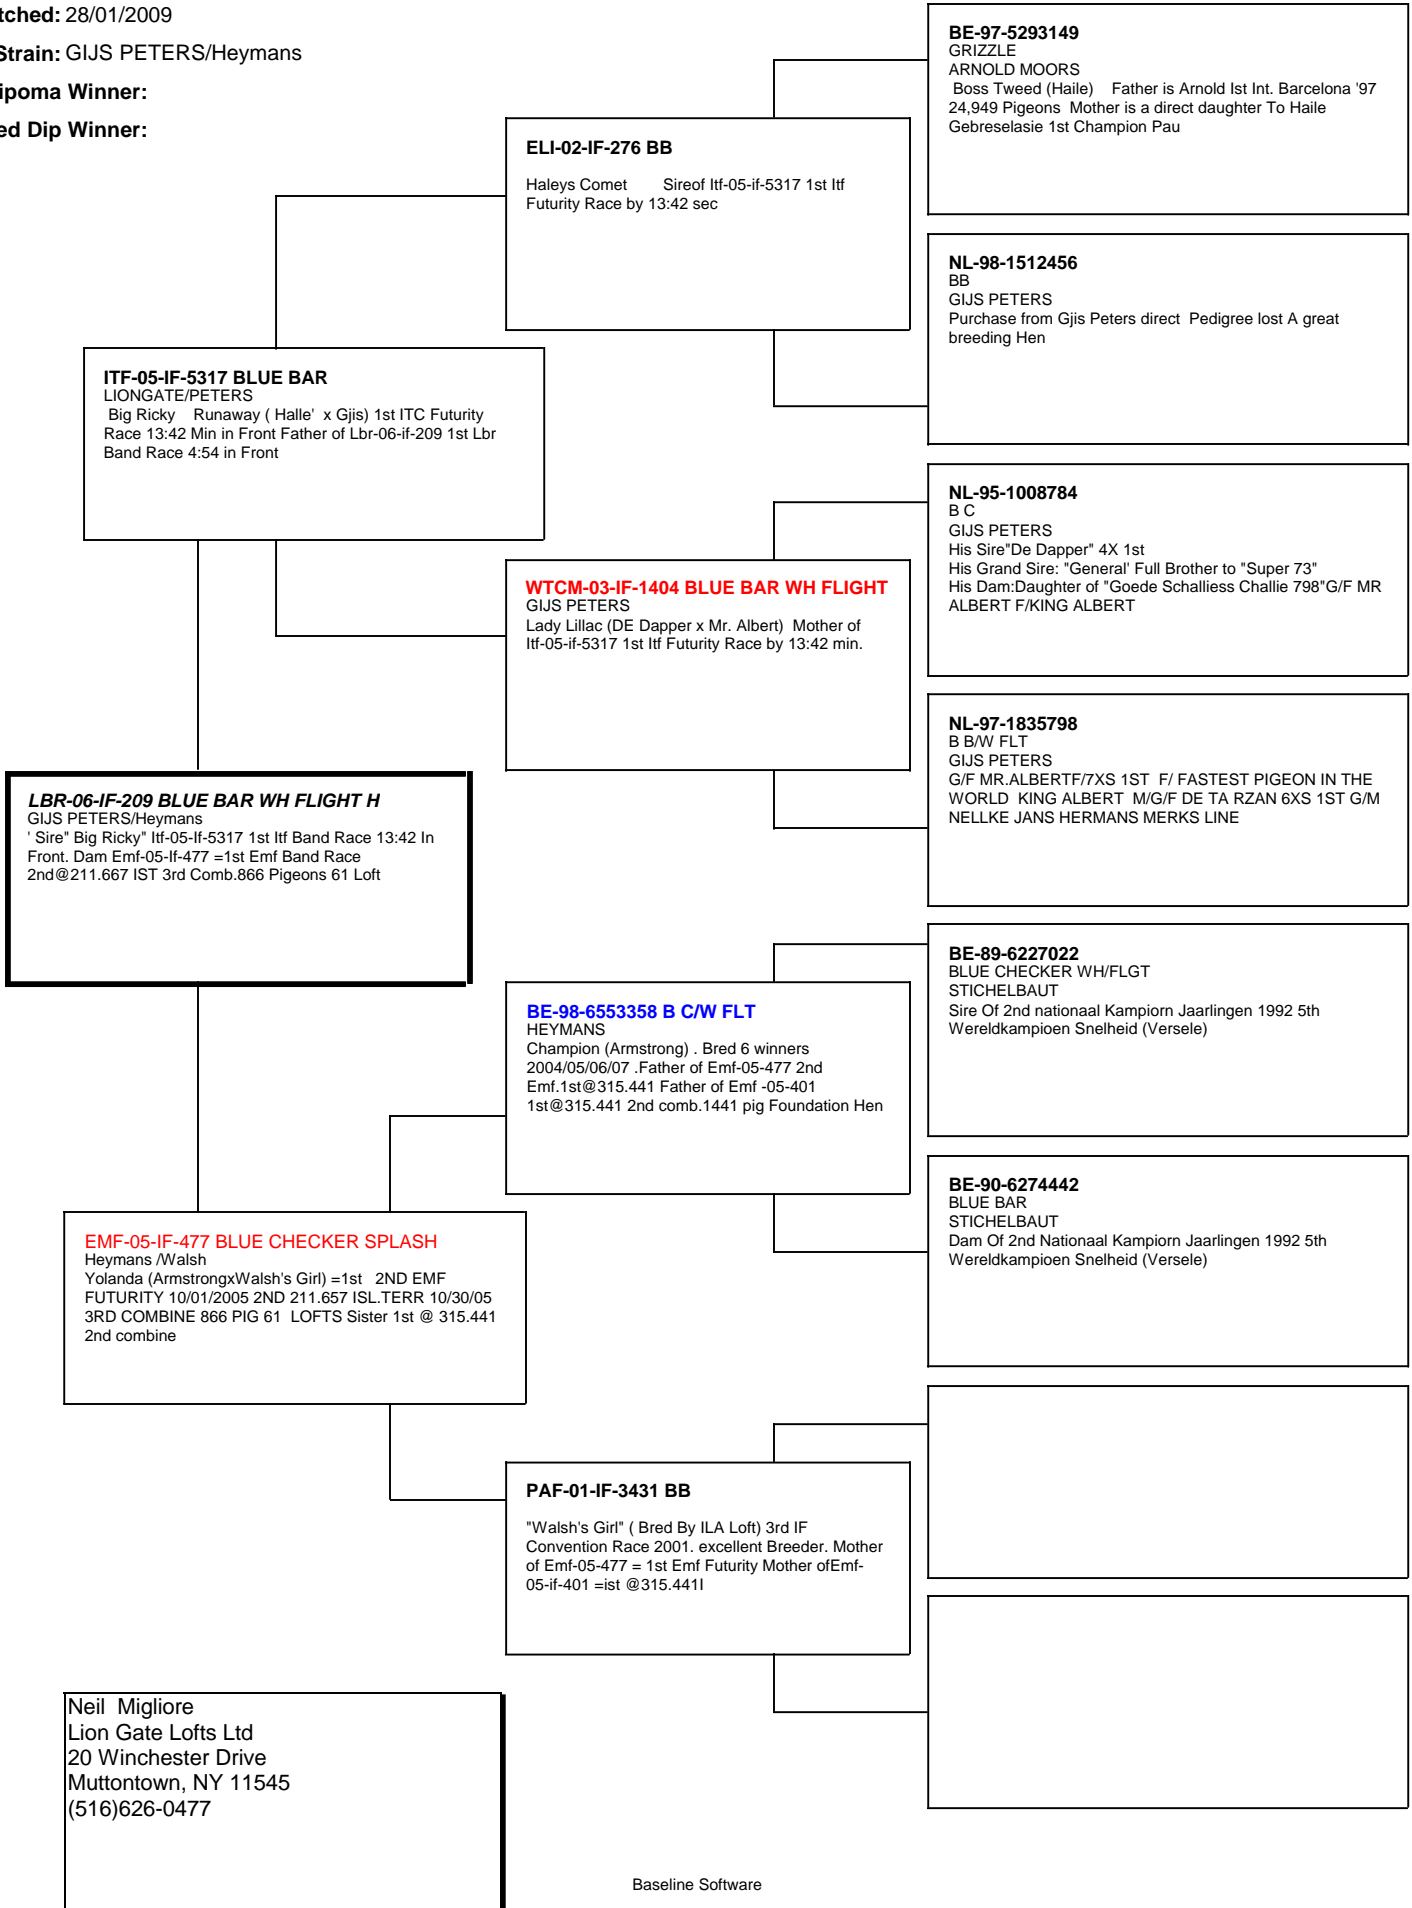 tched: 28/01/2009
Strain: GIJS PETERS/Heymans
ipoma Winner:
ed Dip Winner:
BE-97-5293149
GRIZZLE
ARNOLD MOORS
Boss Tweed (Haile) Father is Arnold Ist Int. Barcelona '97
24,949 Pigeons Mother is a direct daughter To Haile
Gebreselasie 1st Champion Pau
ELI-02-IF-276 BB
Haleys Comet Sireof Itf-05-if-5317 1st Itf
Futurity Race by 13:42 sec
NL-98-1512456
BB
GIJS PETERS
Purchase from Gjis Peters direct Pedigree lost A great
breeding Hen
ITF-05-IF-5317 BLUE BAR
LIONGATE/PETERS
Big Ricky Runaway ( Halle' x Gjis) 1st ITC Futurity
Race 13:42 Min in Front Father of Lbr-06-if-209 1st Lbr
Band Race 4:54 in Front
NL-95-1008784
B C
GIJS PETERS
His Sire"De Dapper" 4X 1st
His Grand Sire: "General' Full Brother to "Super 73"
His Dam:Daughter of "Goede Schalliess Challie 798"G/F MR
ALBERT F/KING ALBERT
WTCM-03-IF-1404 BLUE BAR WH FLIGHT
GIJS PETERS
Lady Lillac (DE Dapper x Mr. Albert) Mother of
Itf-05-if-5317 1st Itf Futurity Race by 13:42 min.
NL-97-1835798
B B/W FLT
GIJS PETERS
G/F MR.ALBERTF/7XS 1ST F/ FASTEST PIGEON IN THE
WORLD KING ALBERT M/G/F DE TA RZAN 6XS 1ST G/M
NELLKE JANS HERMANS MERKS LINE
LBR-06-IF-209 BLUE BAR WH FLIGHT H
GIJS PETERS/Heymans
' Sire" Big Ricky" Itf-05-If-5317 1st Itf Band Race 13:42 In
Front. Dam Emf-05-If-477 =1st Emf Band Race
2nd@211.667 IST 3rd Comb.866 Pigeons 61 Loft
BE-89-6227022
BLUE CHECKER WH/FLGT
STICHELBAUT
Sire Of 2nd nationaal Kampiorn Jaarlingen 1992 5th
Wereldkampioen Snelheid (Versele)
BE-98-6553358 B C/W FLT
HEYMANS
Champion (Armstrong) . Bred 6 winners
2004/05/06/07 .Father of Emf-05-477 2nd
Emf.1st@315.441 Father of Emf -05-401
1st@315.441 2nd comb.1441 pig Foundation Hen
BE-90-6274442
BLUE BAR
STICHELBAUT
Dam Of 2nd Nationaal Kampiorn Jaarlingen 1992 5th
Wereldkampioen Snelheid (Versele)
EMF-05-IF-477 BLUE CHECKER SPLASH
Heymans /Walsh
Yolanda (ArmstrongxWalsh's Girl) =1st 2ND EMF
FUTURITY 10/01/2005 2ND 211.657 ISL.TERR 10/30/05
3RD COMBINE 866 PIG 61 LOFTS Sister 1st @ 315.441
2nd combine
PAF-01-IF-3431 BB
"Walsh's Girl" ( Bred By ILA Loft) 3rd IF
Convention Race 2001. excellent Breeder. Mother
of Emf-05-477 = 1st Emf Futurity Mother ofEmf-
05-if-401 =ist @315.441I
Neil Migliore
Lion Gate Lofts Ltd
20 Winchester Drive
Muttontown, NY 11545
(516)626-0477
Baseline Software